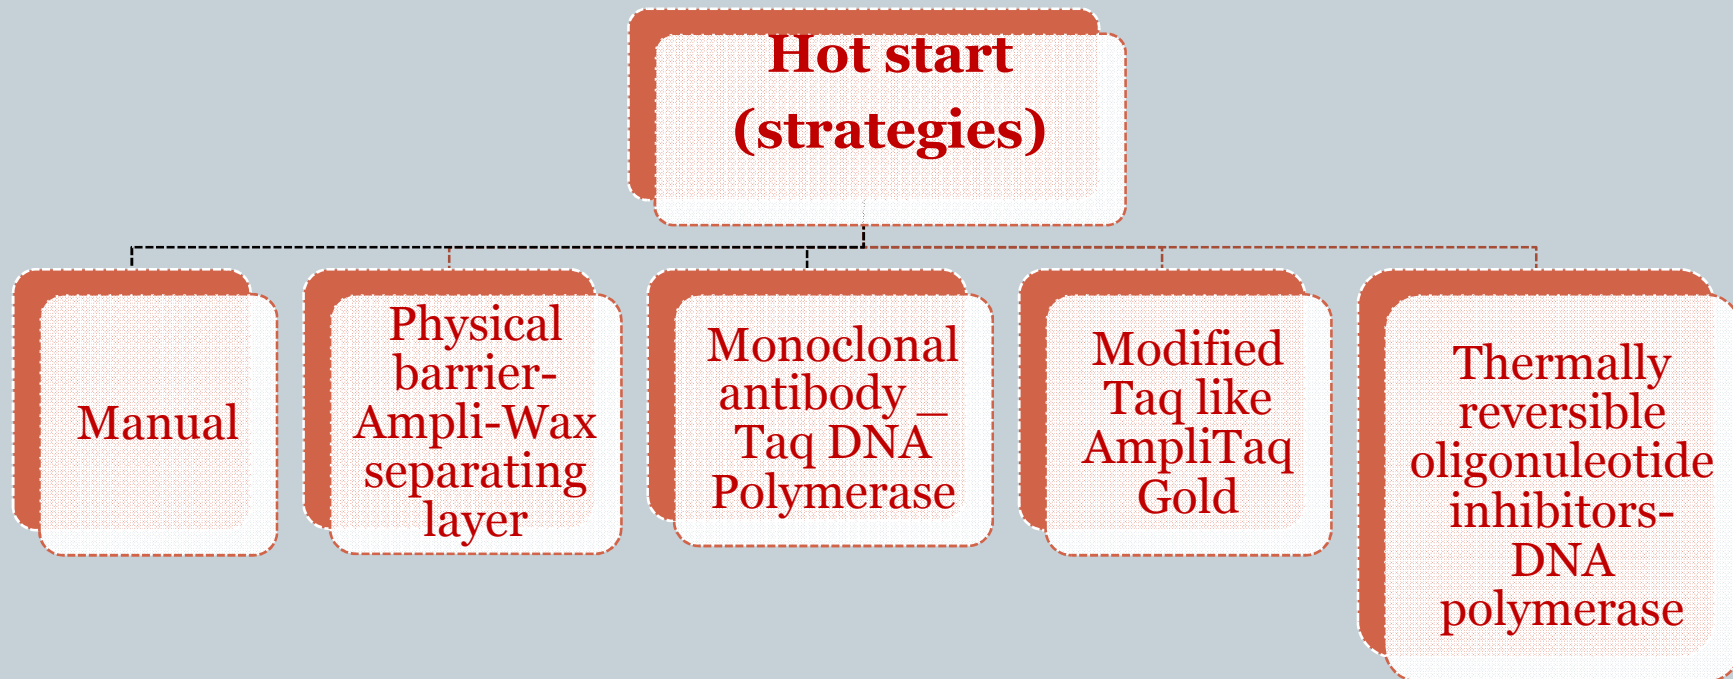 Hot start
(strategies)
Manual
Physical
barrier-
Ampli-Wax
separating
layer
Monoclonal
antibody _
Taq DNA
Polymerase
Modified
Taq like
AmpliTaq
Gold
Thermally
reversible
oligonuleotide
inhibitors-
DNA
polymerase